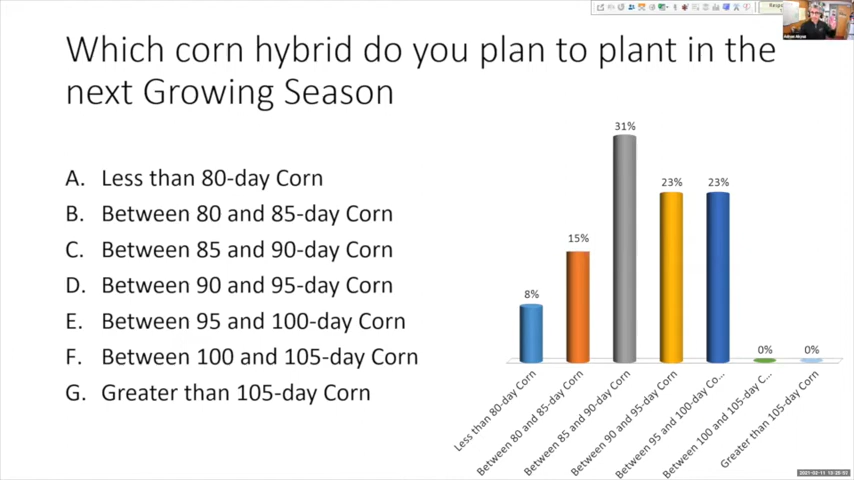 Which corn hybrid do you plan to plant in the
next Growing Season
A. Less than 80-day Corn
B. Between 80 and 85-day Corn
C. Between 85 and 90-day Corn
D. Between 90 and 95-day Corn
E. Between 95 and 100-day Corn
F. Between 100 and 105-day Corn
G. Greater than 105-day Corn
8%
15%
31%
23%
23%
0%
0%
Less than 80-day Corn
Between 80 and 85-day Corn
Between 85 and 90-day Corn
Between 90 and 95-day Corn
Between 95 and 100-day Co...
Between 100 and 105-day C...
Greater than 105-day Corn